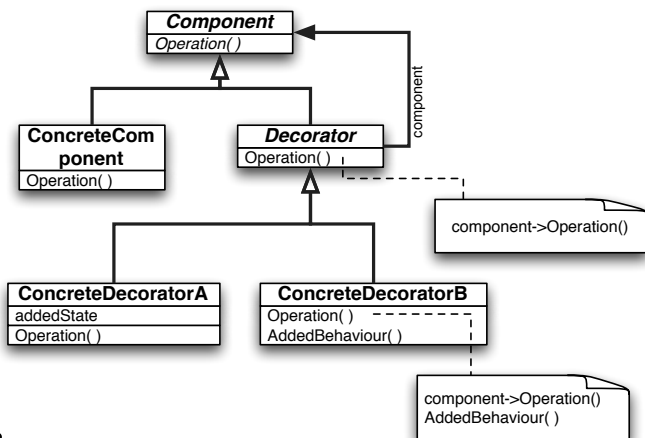 Component
Operation( )
component
ConcreteCom
ponent
Operation( )
Decorator
Operation( )
component->Operation()
ConcreteDecoratorA
addedState
Operation( )
ConcreteDecoratorB
Operation( )
AddedBehaviour( )
component->Operation()
AddedBehaviour( )